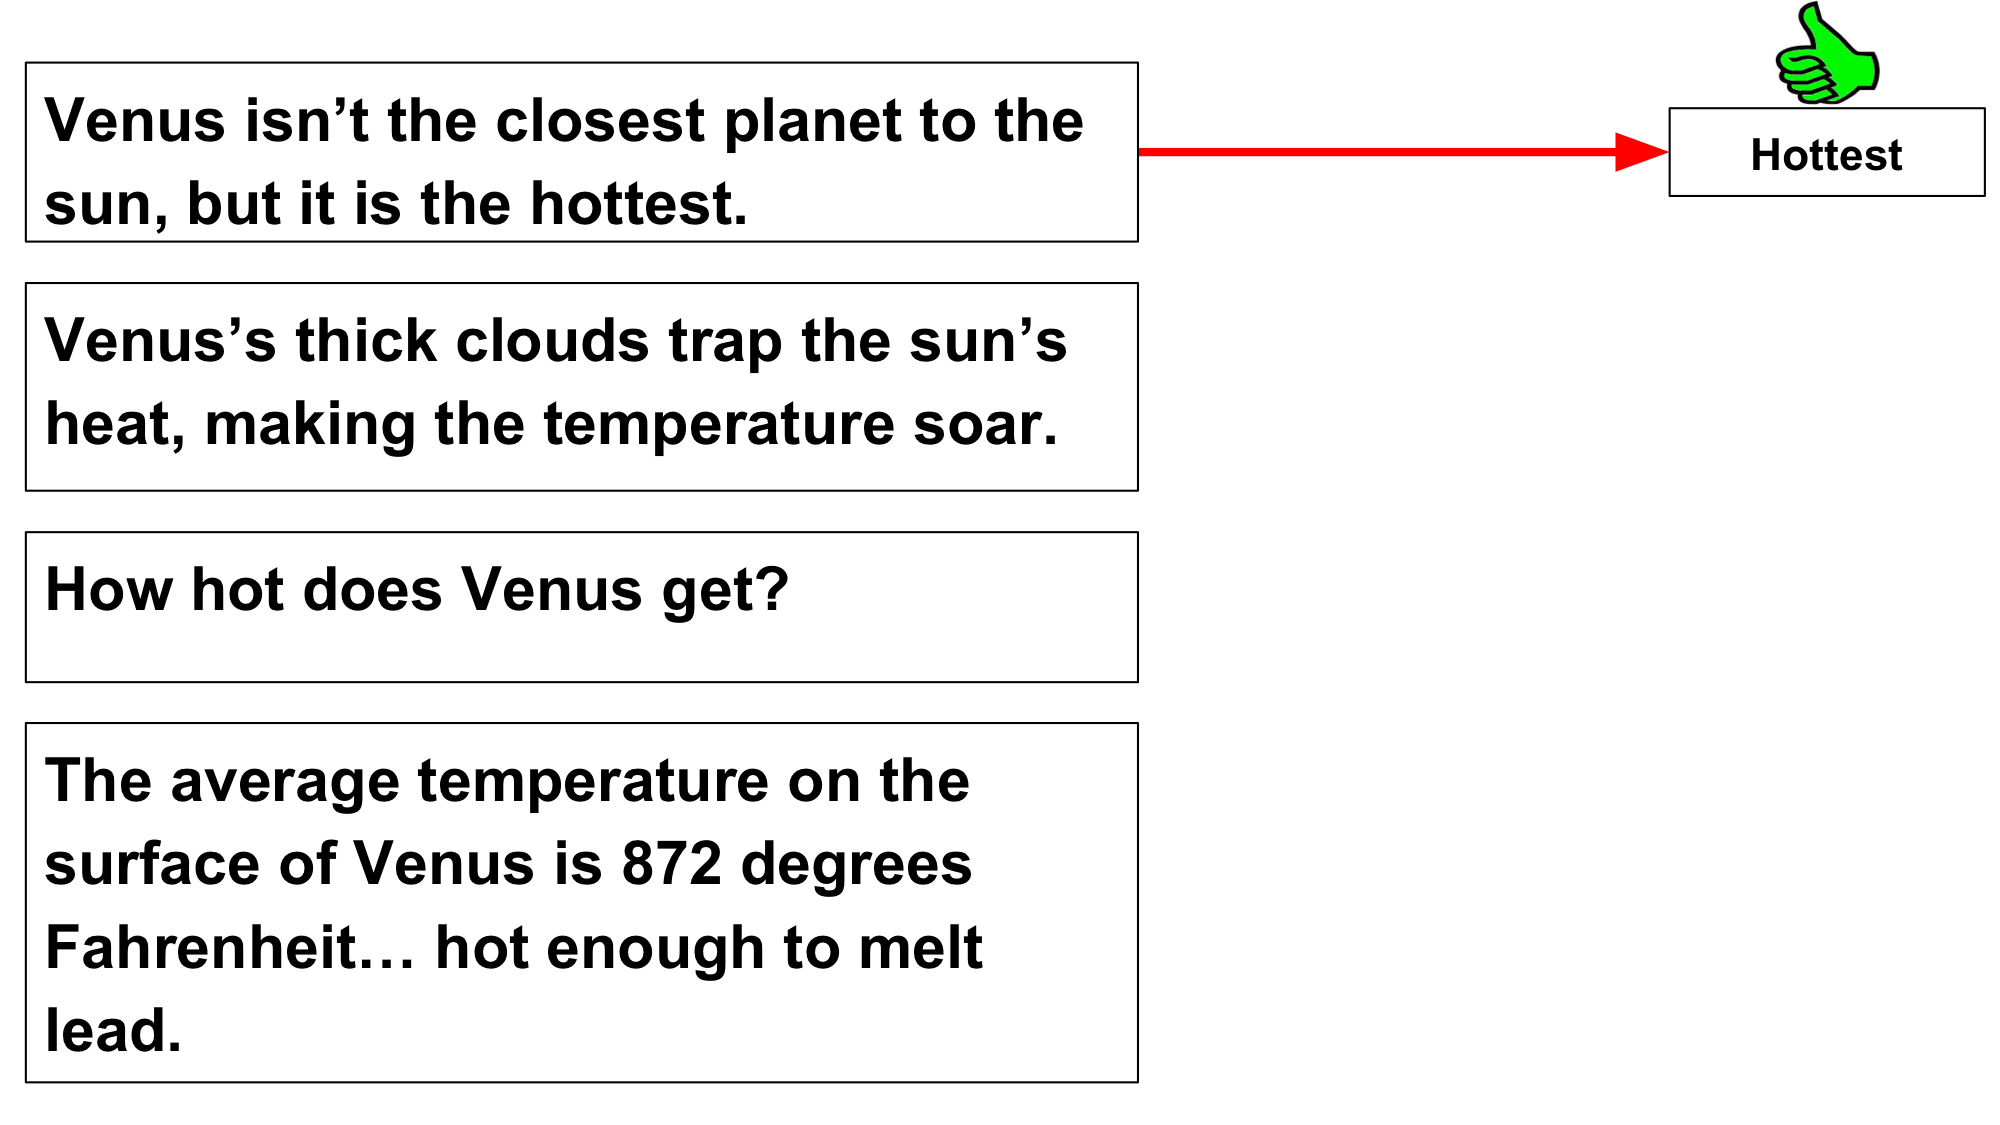 Venus isn’t the closest planet to the
sun, but it is the hottest.
Hottest
Venus’s thick clouds trap the sun’s
heat, making the temperature soar.
How hot does Venus get?
The average temperature on the
surface of Venus is 872 degrees
Fahrenheit… hot enough to melt
lead.